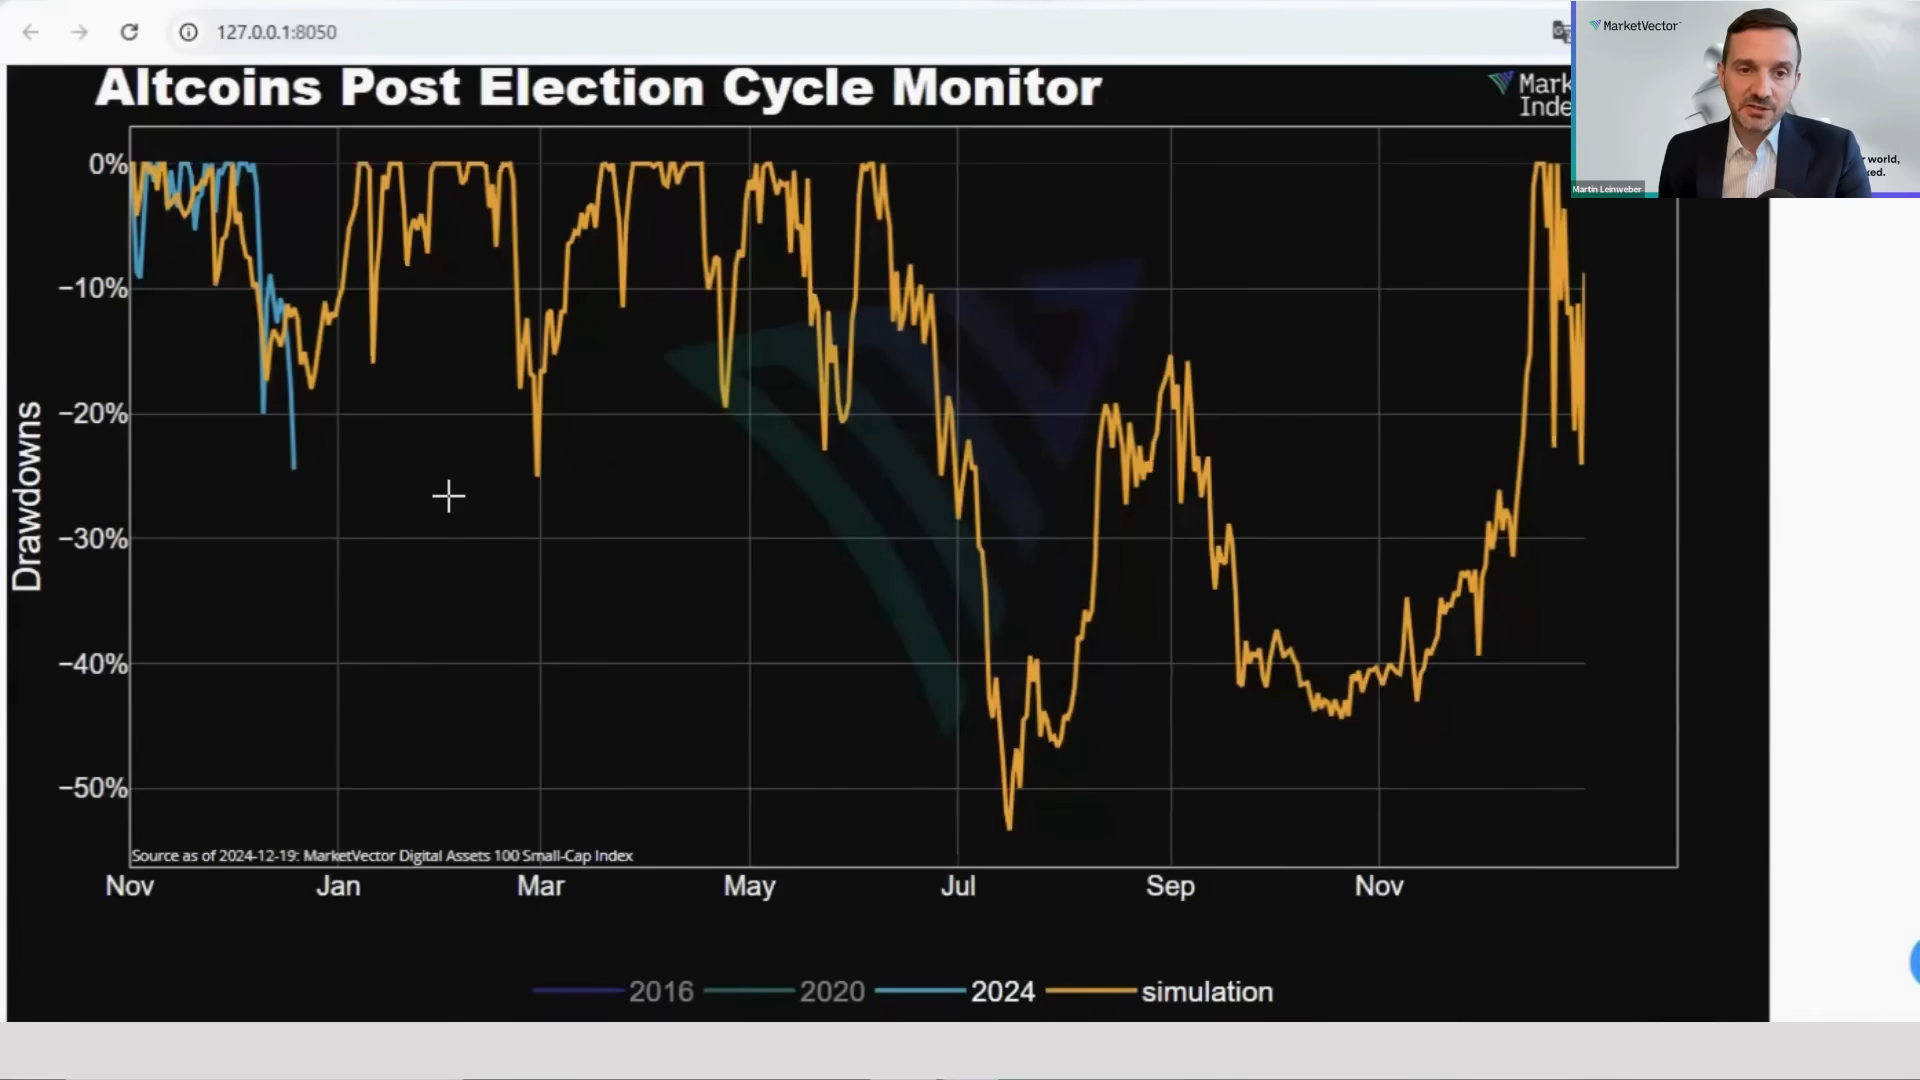 127.0.0.1:8050
MarketVector
Altcoins Post Election Cycle Monitor
Mark
Inde
world,
Martin Leinweber
0%
−10%
−20%
−30%
−40%
−50%
Drawdowns
Source as of 2024-12-19: MarketVector Digital Assets 100 Small-Cap Index
Nov Jan Mar May Jul Sep Nov
2016 2020 2024 simulation